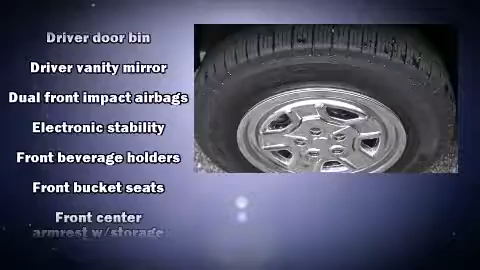 Driver door bin
Driver vanity mirror
Dual front impact airbags
Electronic stability
Front beverage holders
Front bucket seats
Front center
armrest w/storage